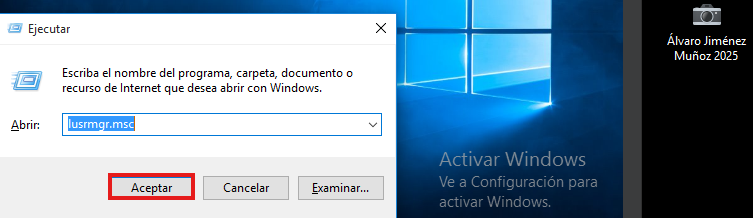 Ejecutar
Escriba el nombre del programa, carpeta, documento o
recurso de Internet que desea abrir con Windows.
Abrir:
lusrmgr.msc
Aceptar
Cancelar
Examinar...
Activar Windows
Ve a Configuración para
activar Windows.
Álvaro Jiménez
Muñoz 2025